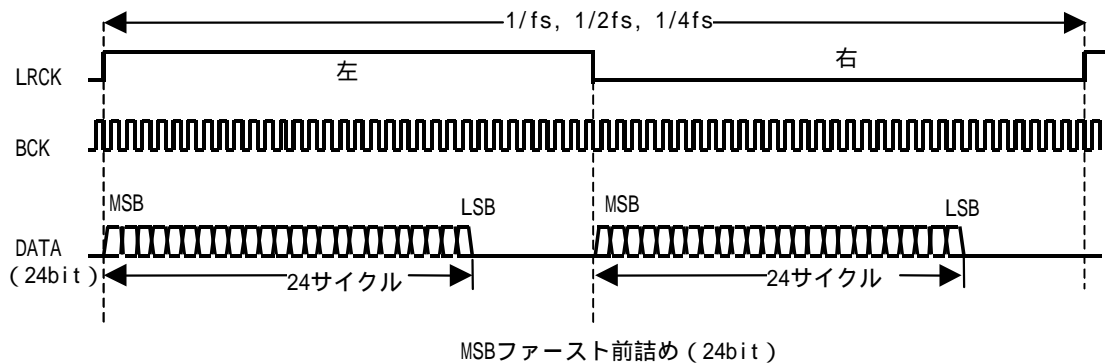 1/fs, 1/2fs, 1/4fs
LRCK
左
右
BCK
MSB
LSB
MSB
LSB
DATA
(24bit)
24サイクル
24サイクル
MSBファースト前詰め(24bit)